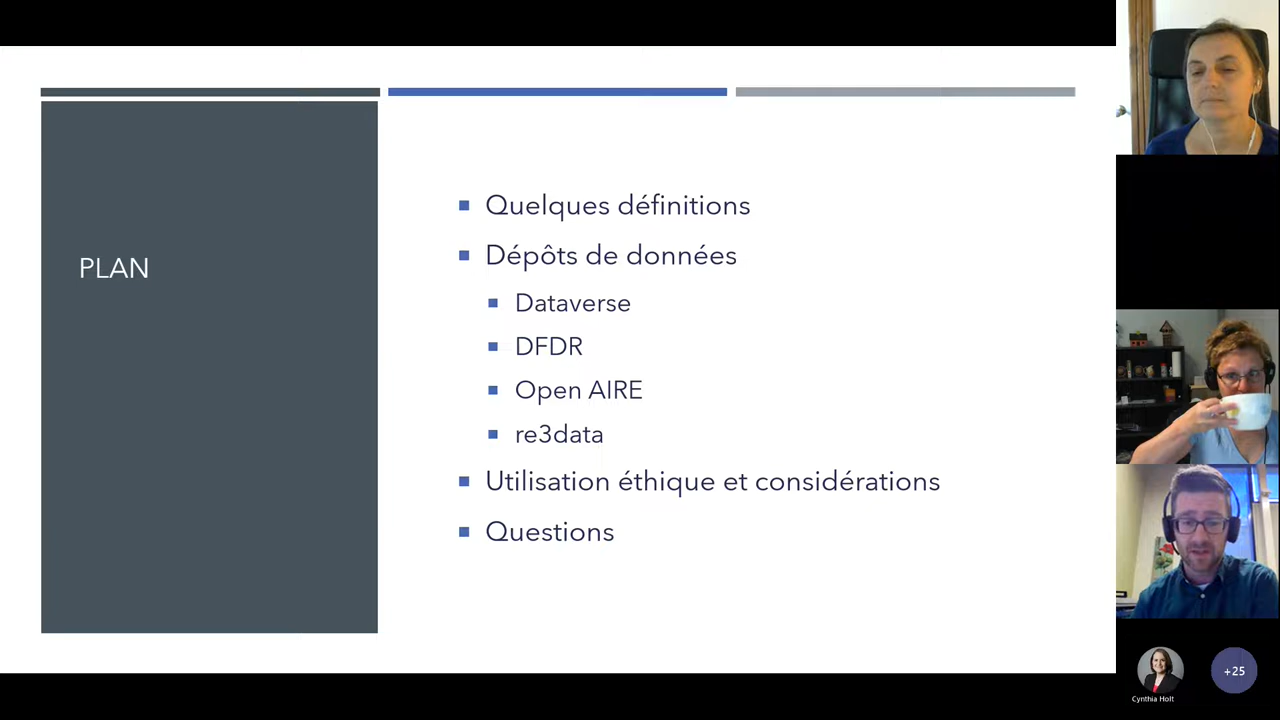 PLAN
Quelques définitions
Dépôts de données
Dataverse
DFDR
Open AIRE
re3data
Utilisation éthique et considérations
Questions
Cynthia Holt
+25